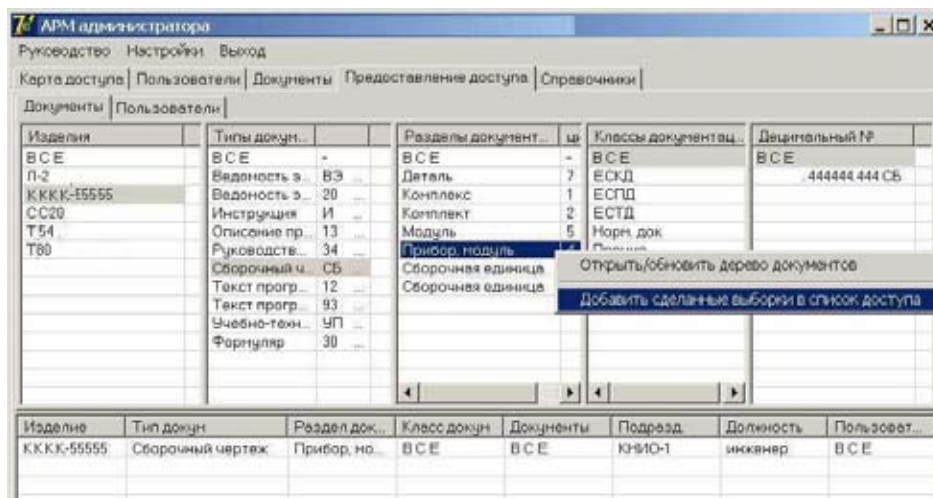 АРМ администратора
Руководство Настройки Выход
Карта доступа Пользователи Документы Предоставление доступа Справочники
Документы Пользователи
Изделия Типы докум... Разделы документ... Классы документац... Децимальный №
ВСЕ ВСЕ - ВСЕ - ВСЕ ВСЕ
П-2 Ведомость э... ВЭ ... Деталь 7 ЕСКД 444444.444 СБ
КККК-55555 Ведомость э... 20 ... Комплекс 1 ЕСПД
СС20 Инструкция И ... Комплект 2 ЕСТД
Т54 Описание пр... 13 ... Модуль 5 Норм. док
Т80 Руководств... 34 ... Прибор, модуль
Сборочный ч... СБ ... Сборочная единица Открыть/обновить дерево документов
Текст прогр... 12 ... Сборочная единица
Текст прогр... 93 ... Добавить сделанные выборки в список доступа
Учебно-техн... УП ...
Формуляр 30 ...
Изделие Тип докум Раздел док... Класс докум Документы Подразд Должность Пользоват...
КККК-55555 Сборочный чертеж Прибор, мо... ВСЕ ВСЕ КНИО-1 инженер ВСЕ